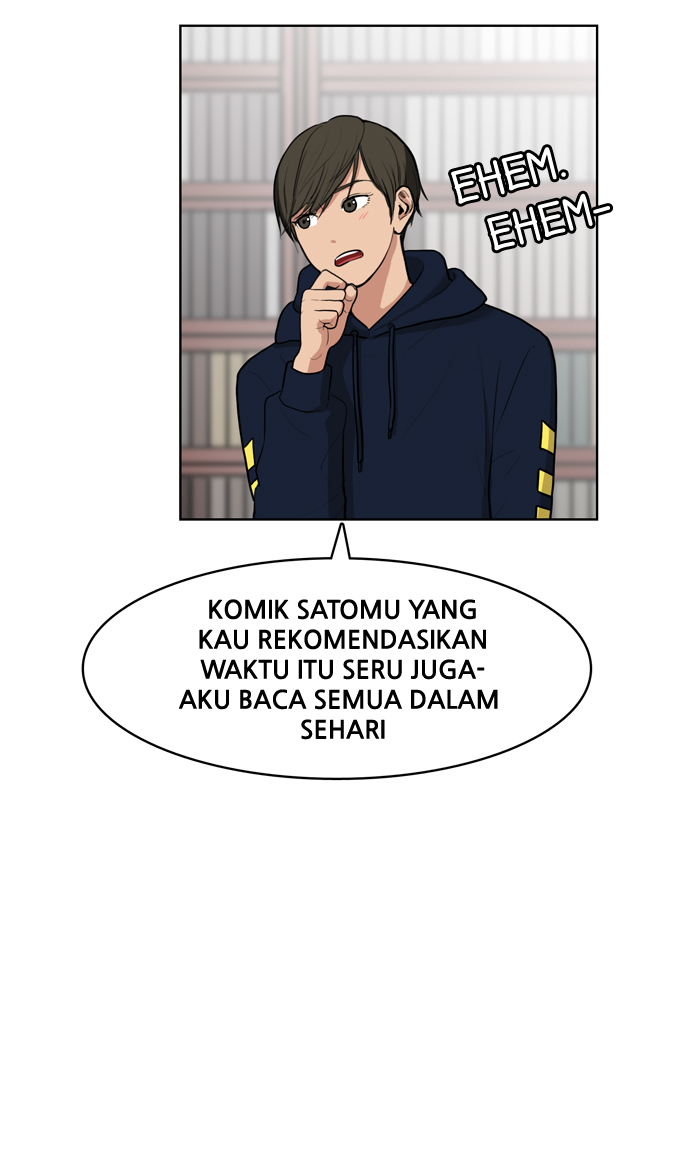 EHEM.
EHEM-
KOMIK SATOMU YANG
KAU REKOMENDASIKAN
WAKTU ITU SERU JUGA-
AKU BACA SEMUA DALAM
SEHARI